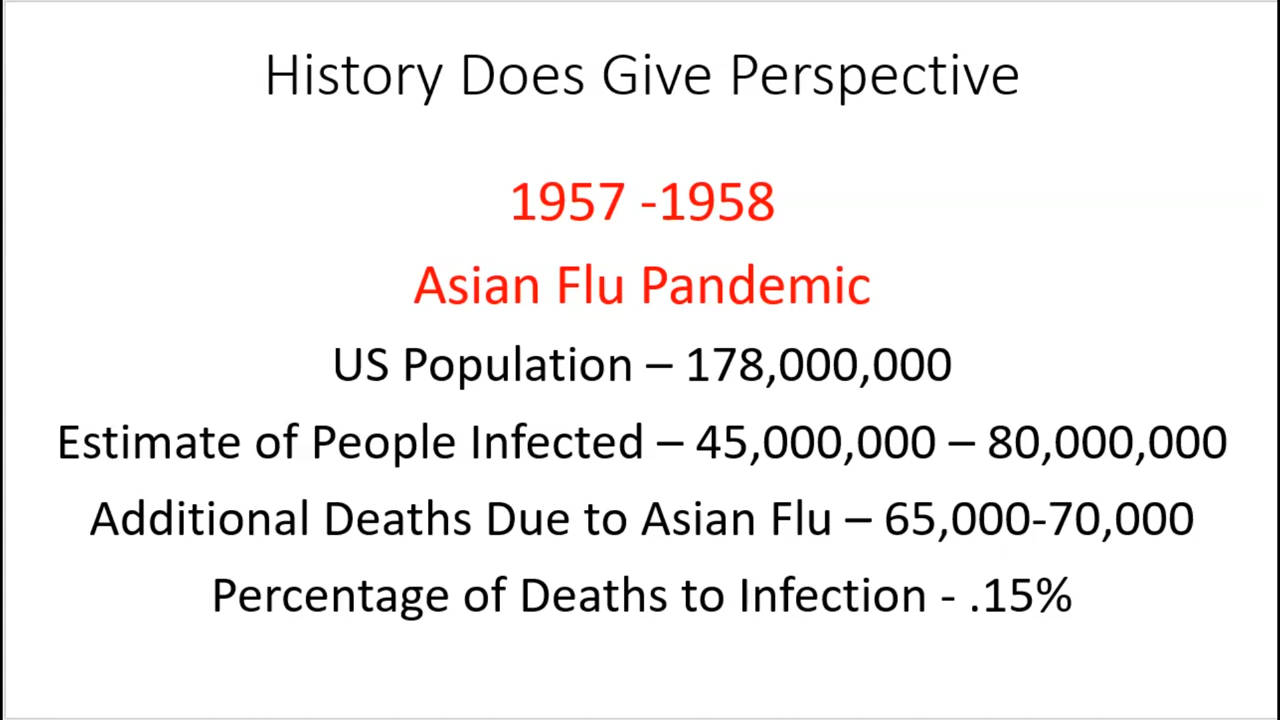 History Does Give Perspective
1957 -1958
Asian Flu Pandemic
US Population – 178,000,000
Estimate of People Infected – 45,000,000 – 80,000,000
Additional Deaths Due to Asian Flu – 65,000-70,000
Percentage of Deaths to Infection - .15%